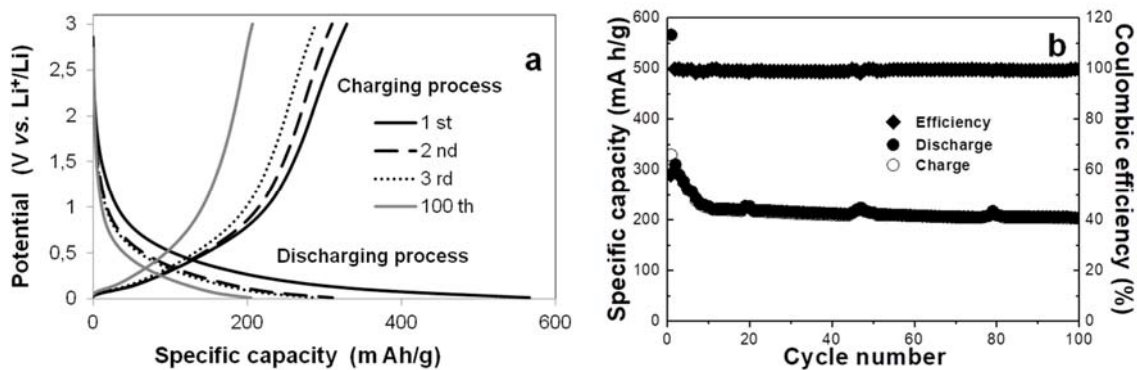 a
Potential (V vs. Li⁺/Li)
3
2,5
2
1,5
1
0,5
0
Charging process
1 st
2 nd
3 rd
100 th
Discharging process
0
200
400
600
Specific capacity (m Ah/g)
b
Specific capacity (mA h/g)
600
500
400
300
200
100
0
Efficiency
Discharge
Charge
120
100
80
60
40
20
0
Coulombic efficiency (%)
0
20
40
60
80
100
Cycle number